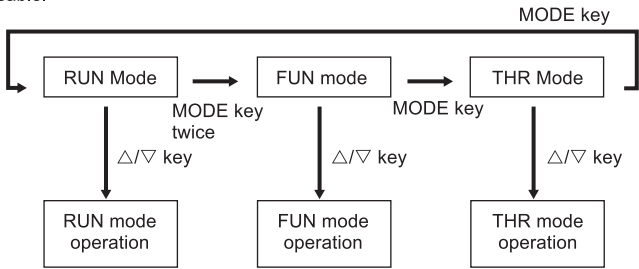 MODE key
RUN Mode
FUN mode
THR Mode
MODE key
twice
MODE key
△/▽ key
△/▽ key
△/▽ key
RUN mode
operation
FUN mode
operation
THR mode
operation